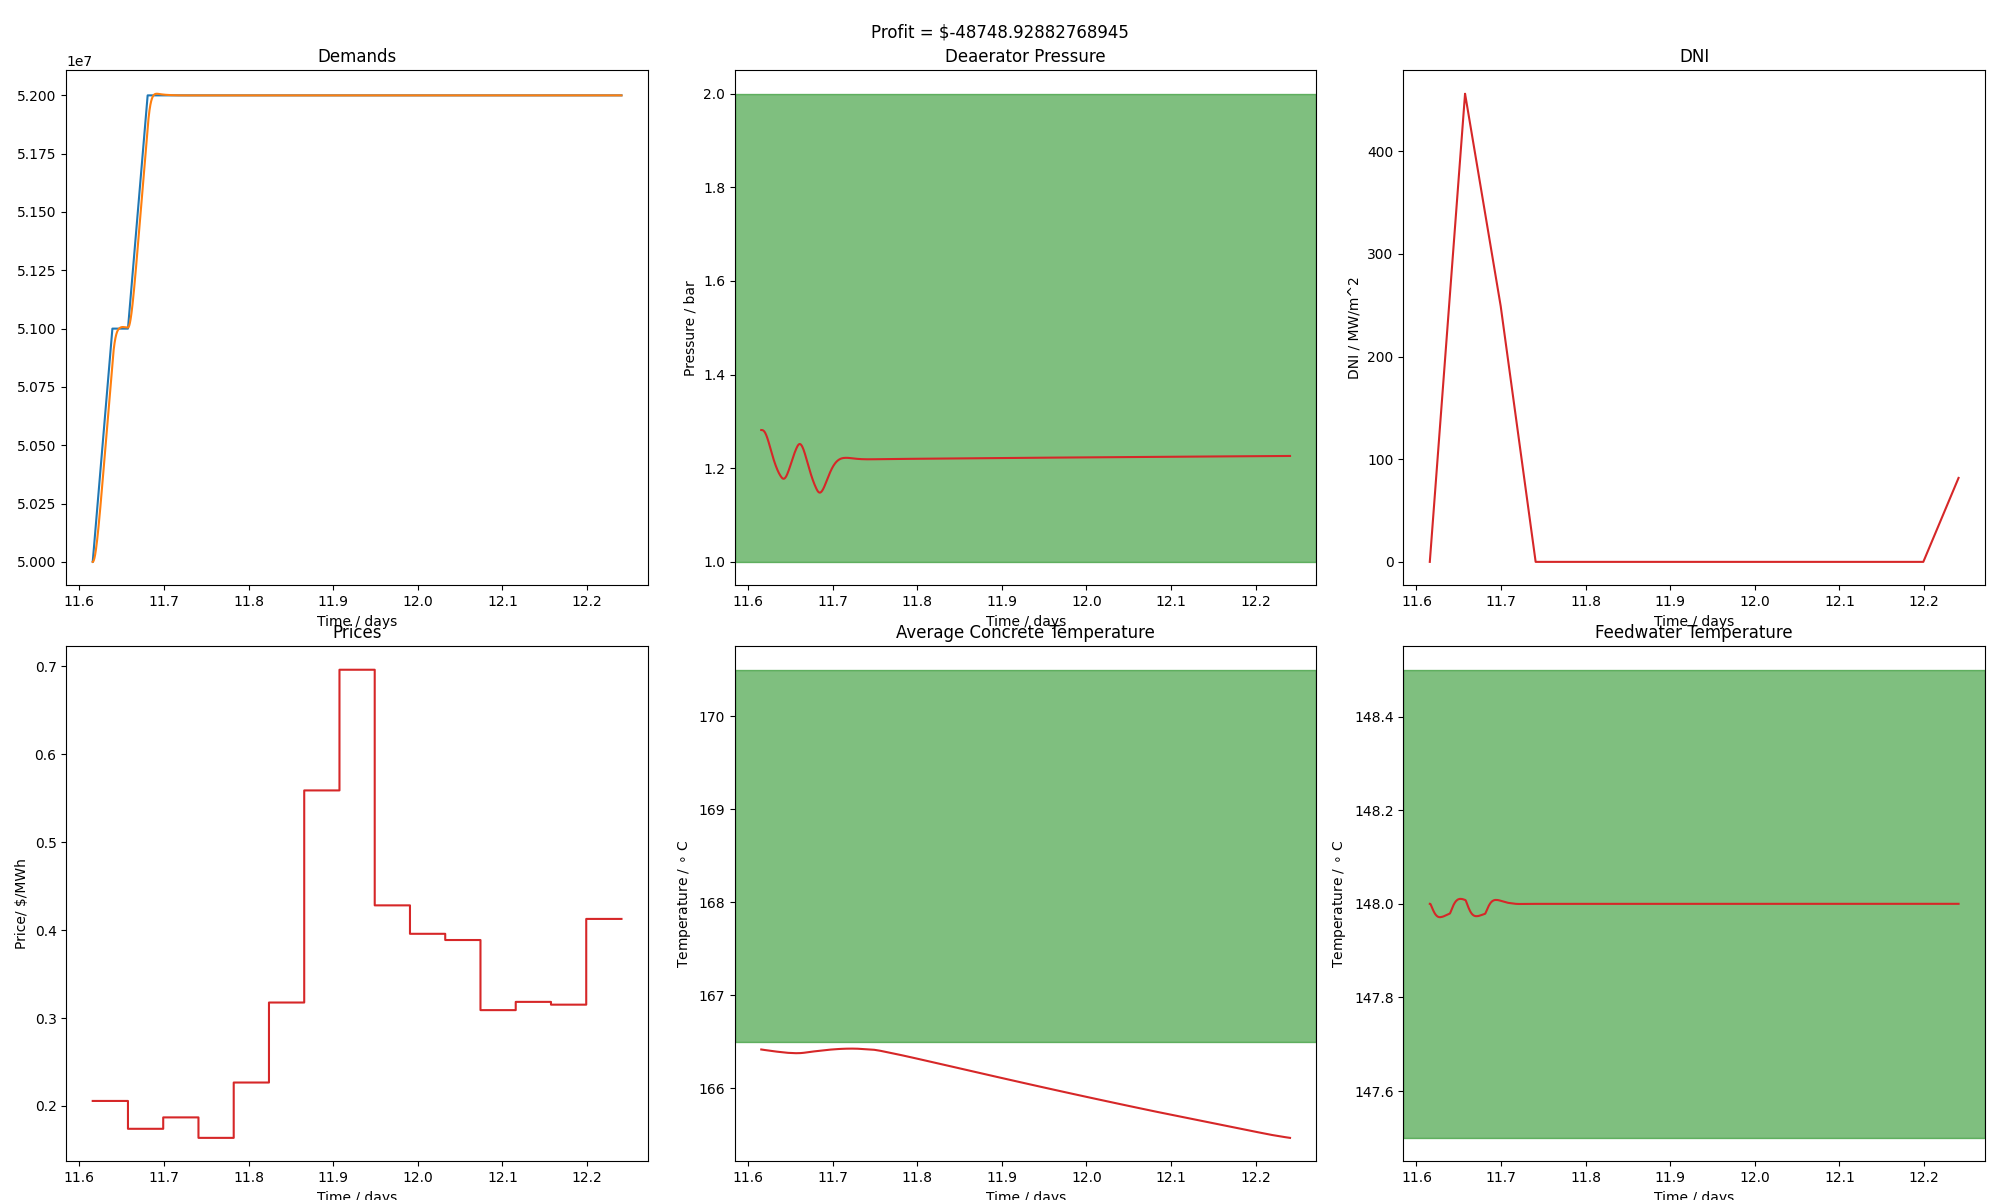 Profit = $-48748.92882768945
Demands
1e7
5.200
5.175
5.150
5.125
5.100
5.075
5.050
5.025
5.000
11.6 11.7 11.8 11.9 12.0 12.1 12.2
Time / days
Deaerator Pressure
Pressure / bar
2.0
1.8
1.6
1.4
1.2
1.0
11.6 11.7 11.8 11.9 12.0 12.1 12.2
Time / days
DNI
DNI / MW/m^2
400
300
200
100
0
11.6 11.7 11.8 11.9 12.0 12.1 12.2
Time / days
Prices
Price/ $/MWh
0.7
0.6
0.5
0.4
0.3
0.2
11.6 11.7 11.8 11.9 12.0 12.1 12.2
Time / days
Average Concrete Temperature
Temperature / ∘ C
170
169
168
167
166
11.6 11.7 11.8 11.9 12.0 12.1 12.2
Time / days
Feedwater Temperature
Temperature / ∘ C
148.4
148.2
148.0
147.8
147.6
11.6 11.7 11.8 11.9 12.0 12.1 12.2
Time / days